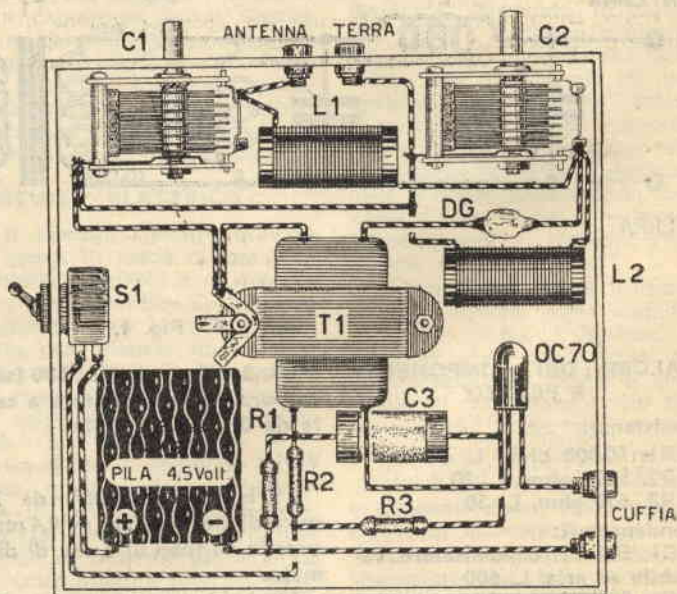 C1
ANTENNA TERRA
C2
L1
DG
L2
S1
T1
OC70
C3
R1
R2
PILA 4,5 Volt
R3
+ -
CUFFIA